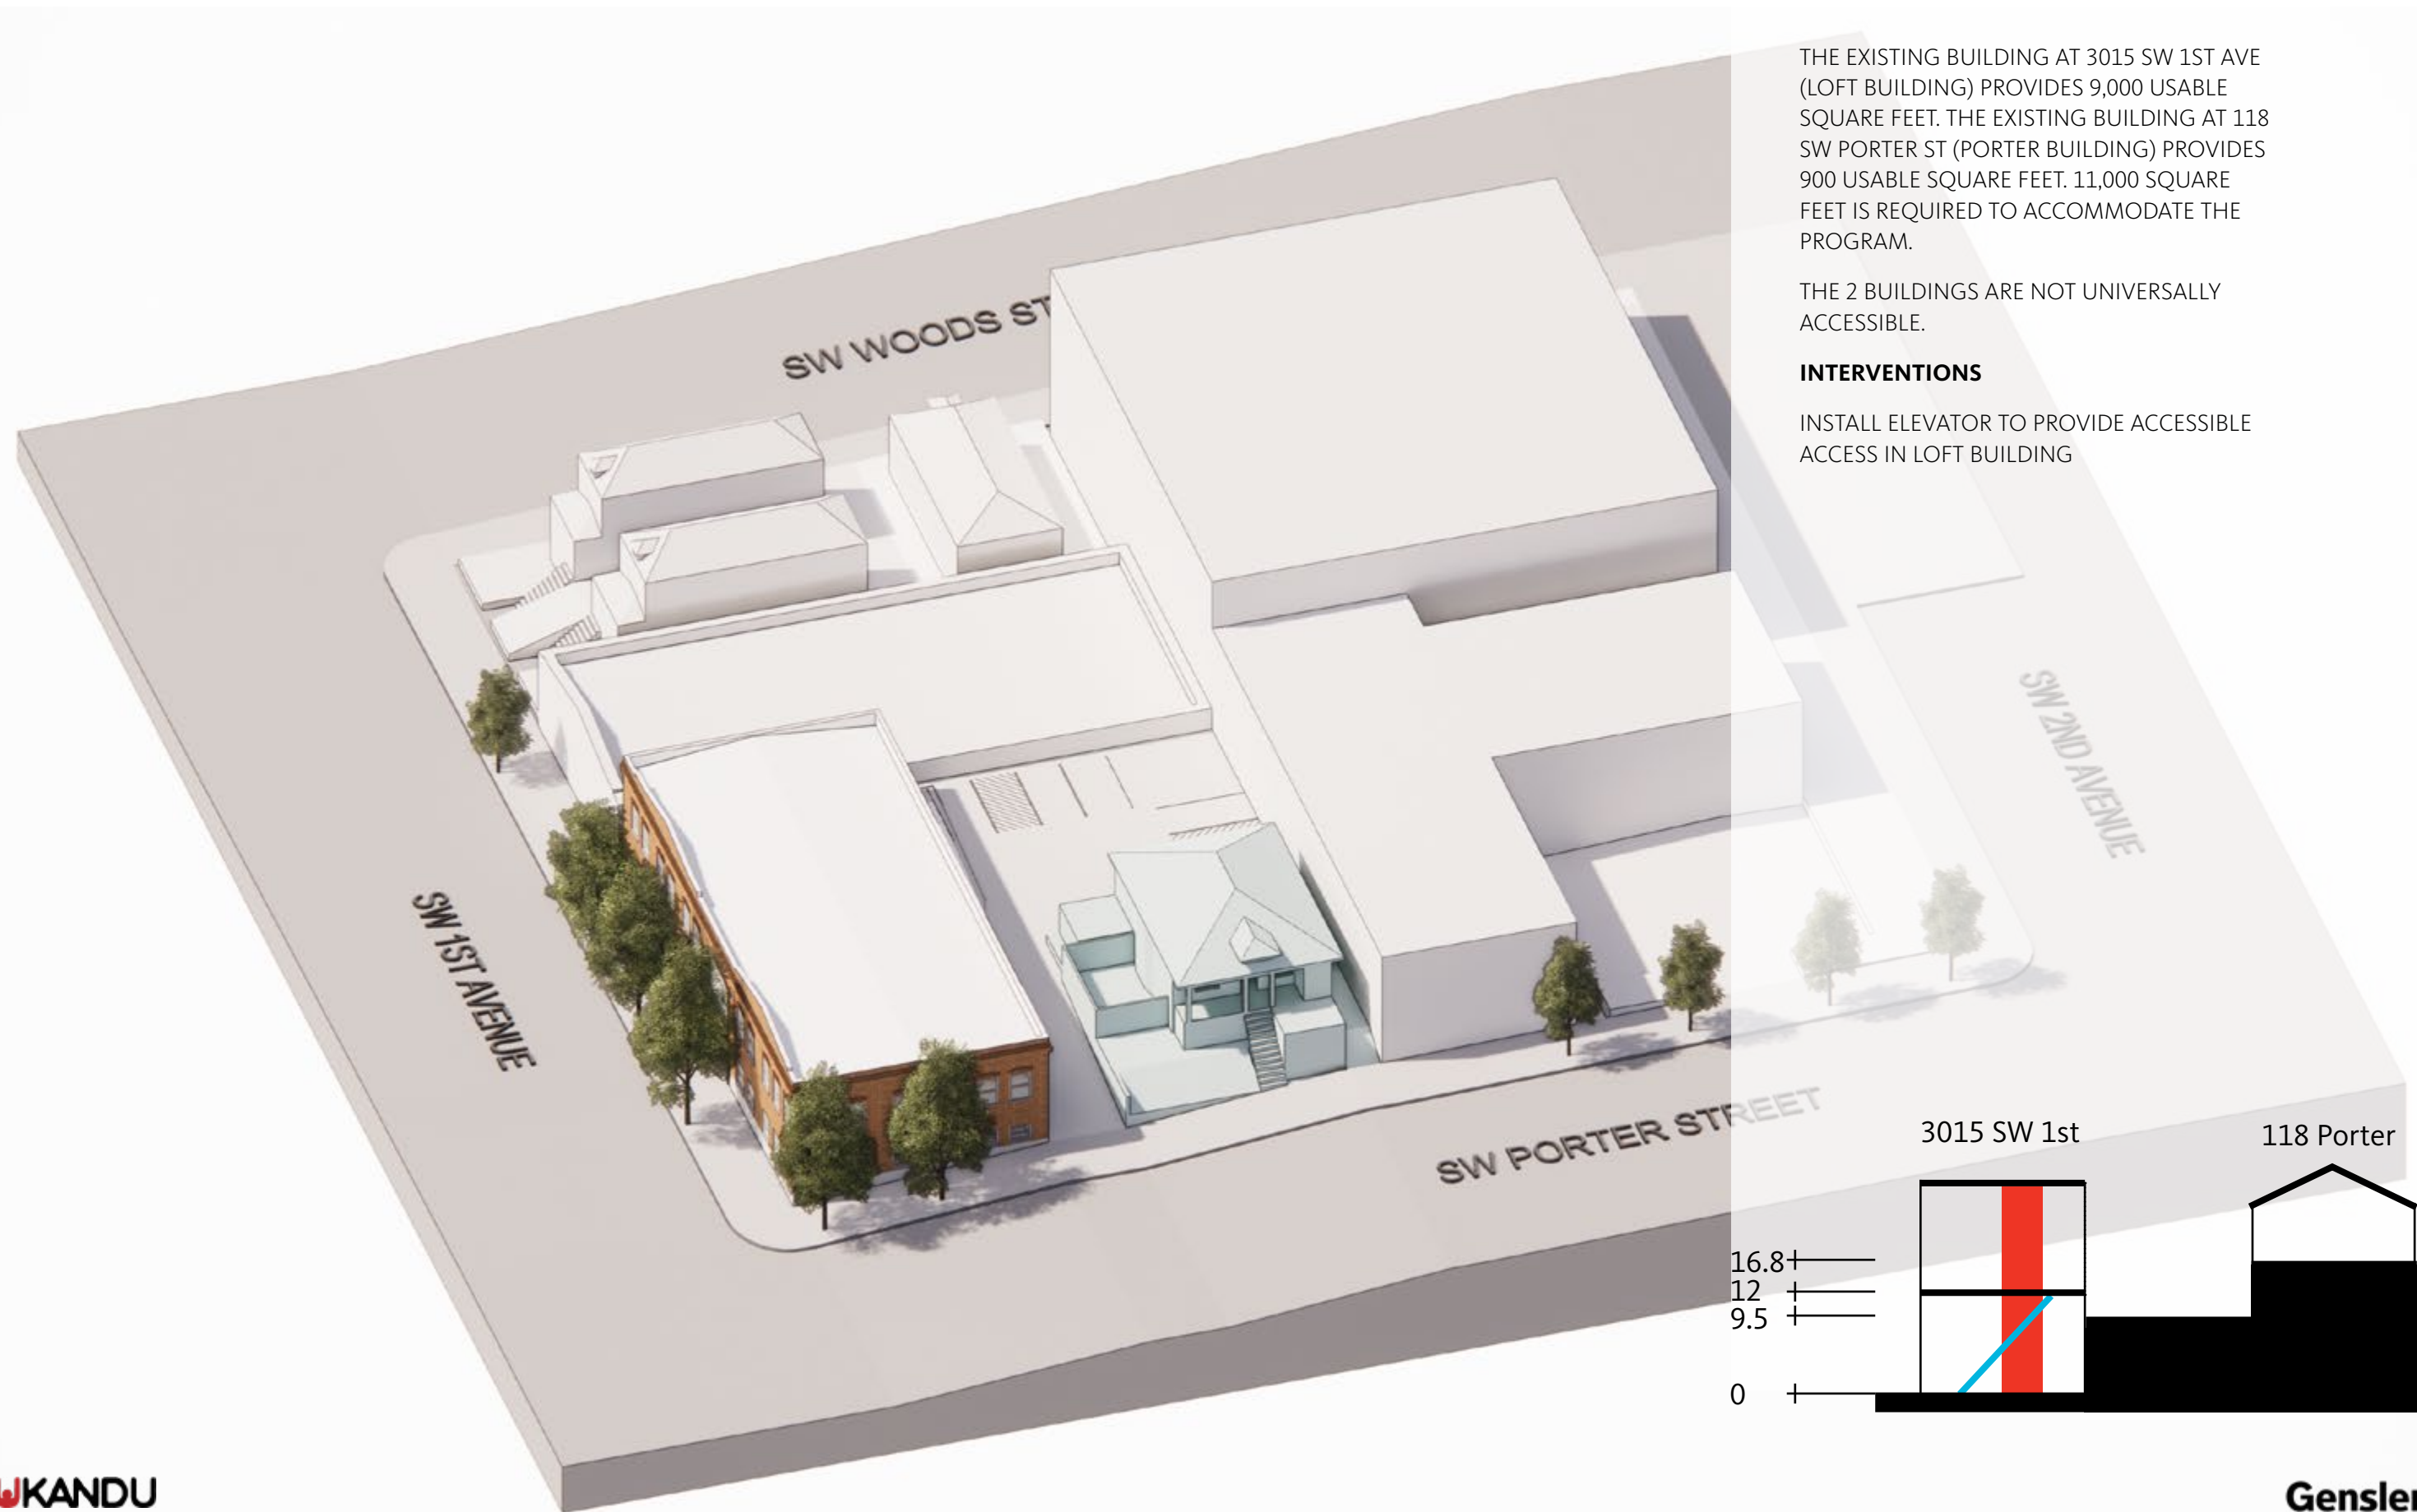 THE EXISTING BUILDING AT 3015 SW 1ST AVE
(LOFT BUILDING) PROVIDES 9,000 USABLE
SQUARE FEET. THE EXISTING BUILDING AT 118
SW PORTER ST (PORTER BUILDING) PROVIDES
900 USABLE SQUARE FEET. 11,000 SQUARE
FEET IS REQUIRED TO ACCOMMODATE THE
PROGRAM.
THE 2 BUILDINGS ARE NOT UNIVERSALLY
ACCESSIBLE.
INTERVENTIONS
INSTALL ELEVATOR TO PROVIDE ACCESSIBLE
ACCESS IN LOFT BUILDING
SW WOODS ST
SW 2ND AVENUE
SW 1ST AVENUE
SW PORTER STREET
3015 SW 1st
118 Porter
16.8
12
9.5
0
UKANDU
Gensler